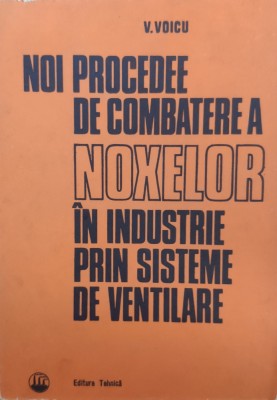 V. VOICU
NOI PROCEDEE
DE COMBATERE A
NOXELOR
ÎN INDUSTRIE
PRIN SISTEME
DE VENTILARE
Editura Tehnică